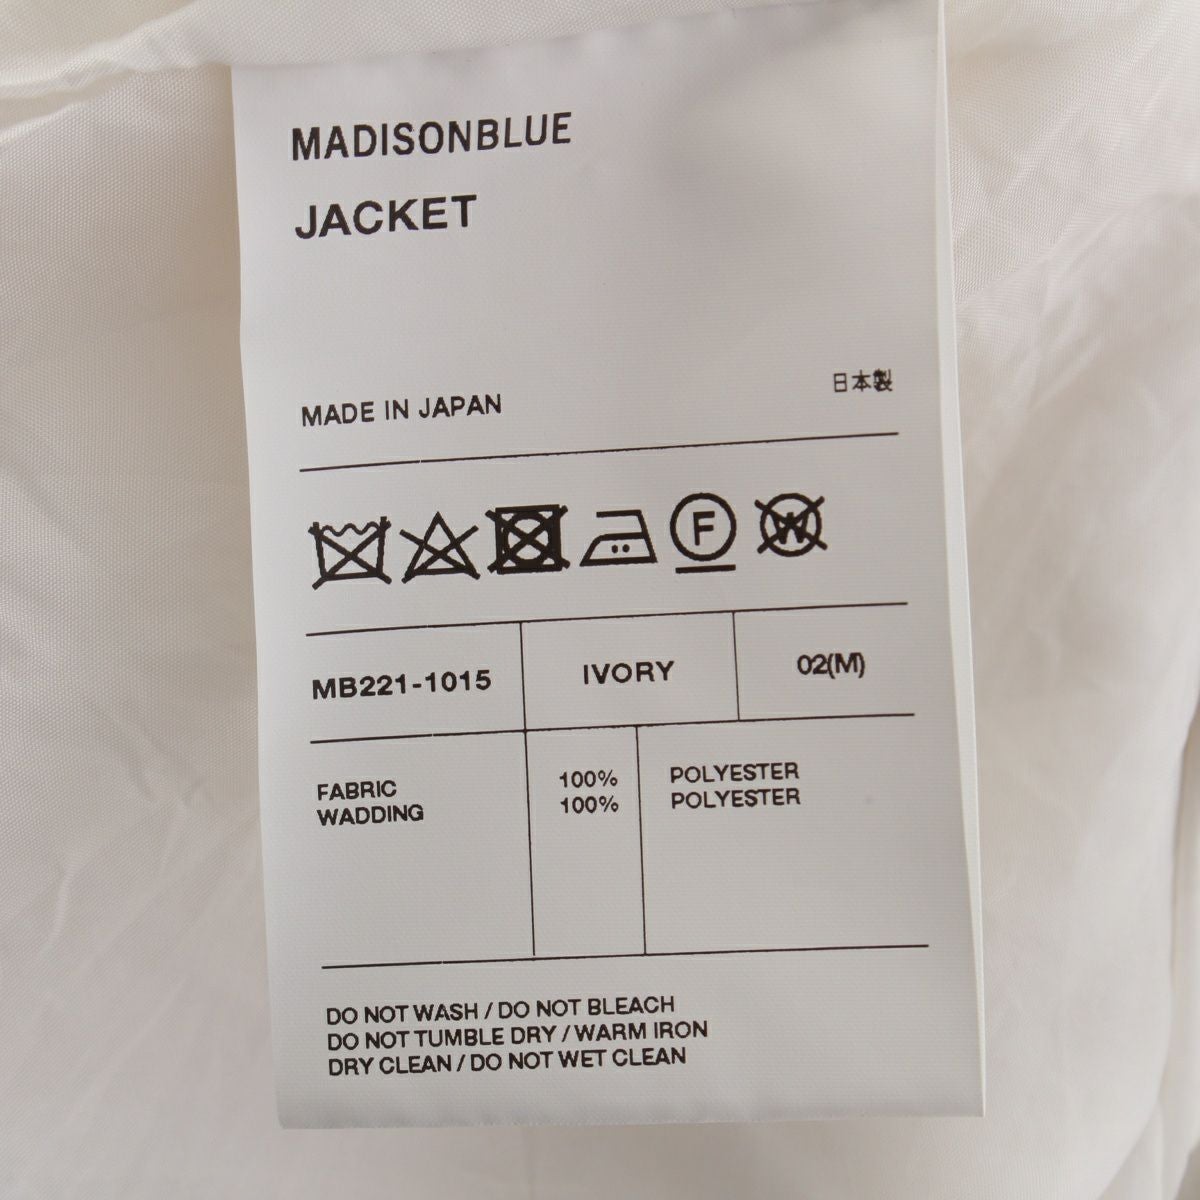 MADISONBLUE
JACKET
MADE IN JAPAN 日本製
F W
MB221-1015 IVORY 02(M)
FABRIC 100% POLYESTER
WADDING 100% POLYESTER
DO NOT WASH / DO NOT BLEACH
DO NOT TUMBLE DRY / WARM IRON
DRY CLEAN / DO NOT WET CLEAN